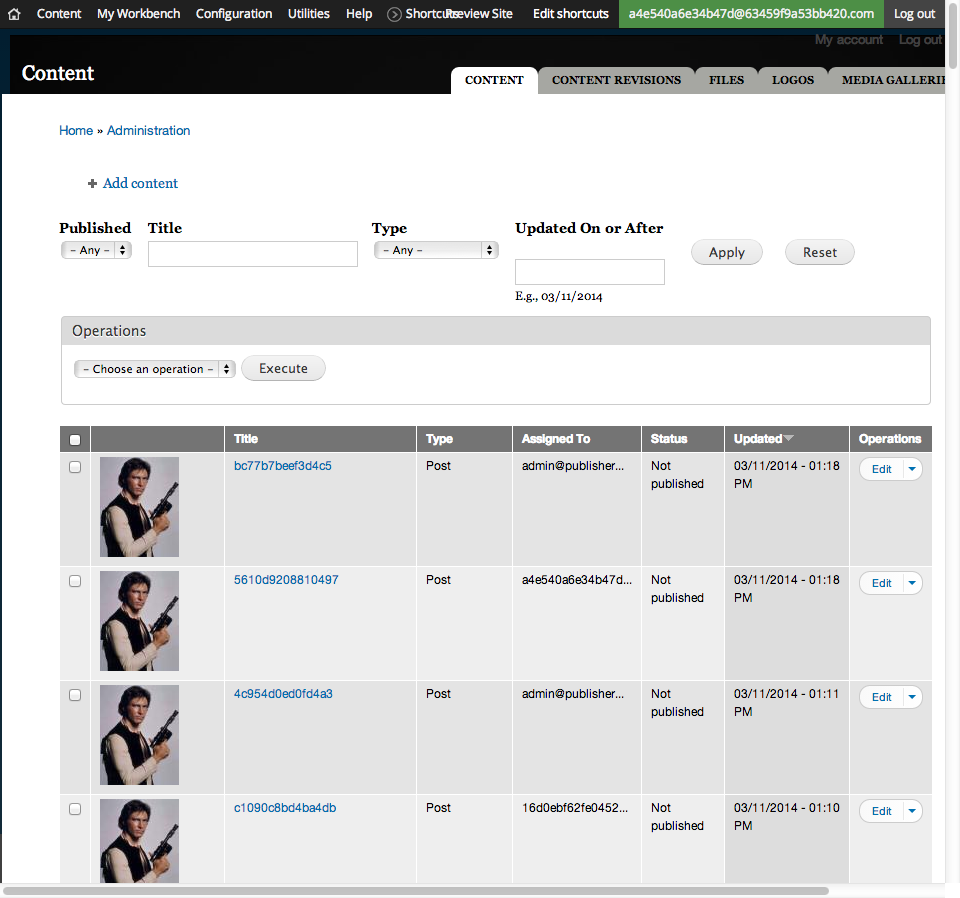 Content My Workbench Configuration Utilities Help Shortcuts Preview Site Edit shortcuts a4e540a6e34b47d@63459f9a53bb420.com Log out
My account Log out
Content
CONTENT CONTENT REVISIONS FILES LOGOS MEDIA GALLERIE
Home » Administration
+ Add content
Published Title Type Updated On or After
- Any - - Any - Apply Reset
E.g., 03/11/2014
Operations
- Choose an operation - Execute
Title Type Assigned To Status Updated Operations
bc77b7beef3d4c5 Post admin@publisher... Not 03/11/2014 - 01:18 Edit
published PM
5610d9208810497 Post a4e540a6e34b47d... Not 03/11/2014 - 01:18 Edit
published PM
4c954d0ed0fd4a3 Post admin@publisher... Not 03/11/2014 - 01:11 Edit
published PM
c1090c8bd4ba4db Post 16d0ebf62fe0452... Not 03/11/2014 - 01:10 Edit
published PM